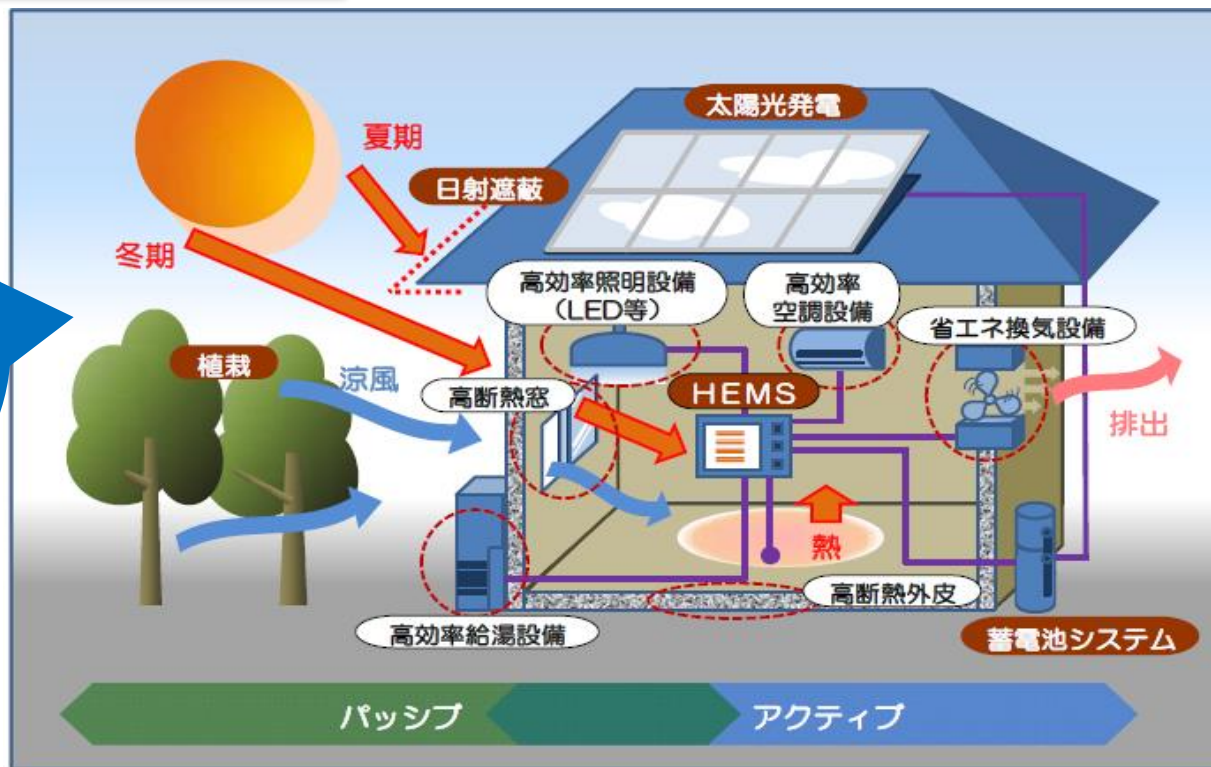 太陽光発電
夏期
日射遮蔽
冬期
高効率照明設備
（LED等）
高効率
空調設備
省エネ換気設備
植栽
涼風
高断熱窓
HEMS
排出
熱
高断熱外皮
高効率給湯設備
蓄電池システム
パッシブ
アクティブ